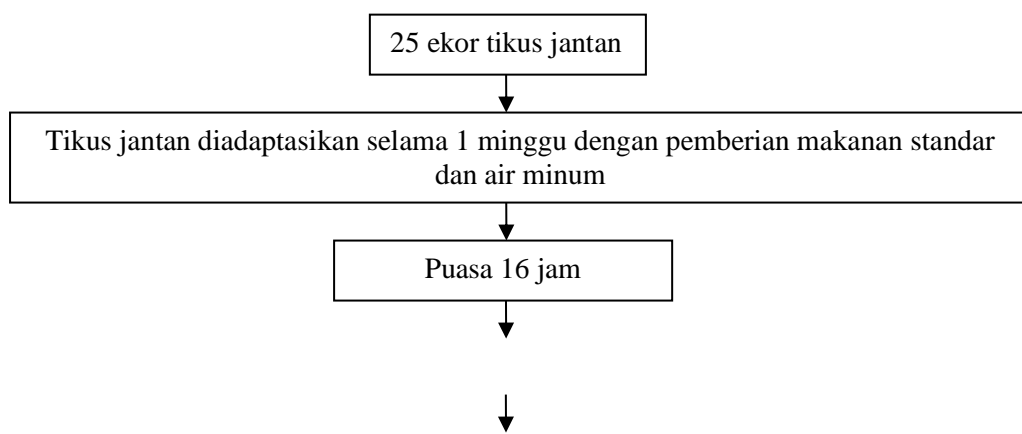 25 ekor tikus jantan
Tikus jantan diadaptasikan selama 1 minggu dengan pemberian makanan standar
dan air minum
Puasa 16 jam